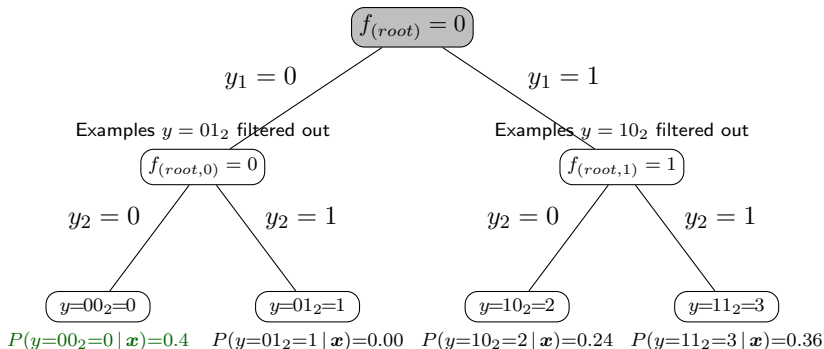 f_{(root)} = 0
y_1 = 0
y_1 = 1
Examples y = 01_2 filtered out
Examples y = 10_2 filtered out
f_{(root,0)} = 0
f_{(root,1)} = 1
y_2 = 0
y_2 = 1
y_2 = 0
y_2 = 1
y=00_2=0
y=01_2=1
y=10_2=2
y=11_2=3
P(y=00_2=0 | x)=0.4
P(y=01_2=1 | x)=0.00
P(y=10_2=2 | x)=0.24
P(y=11_2=3 | x)=0.36